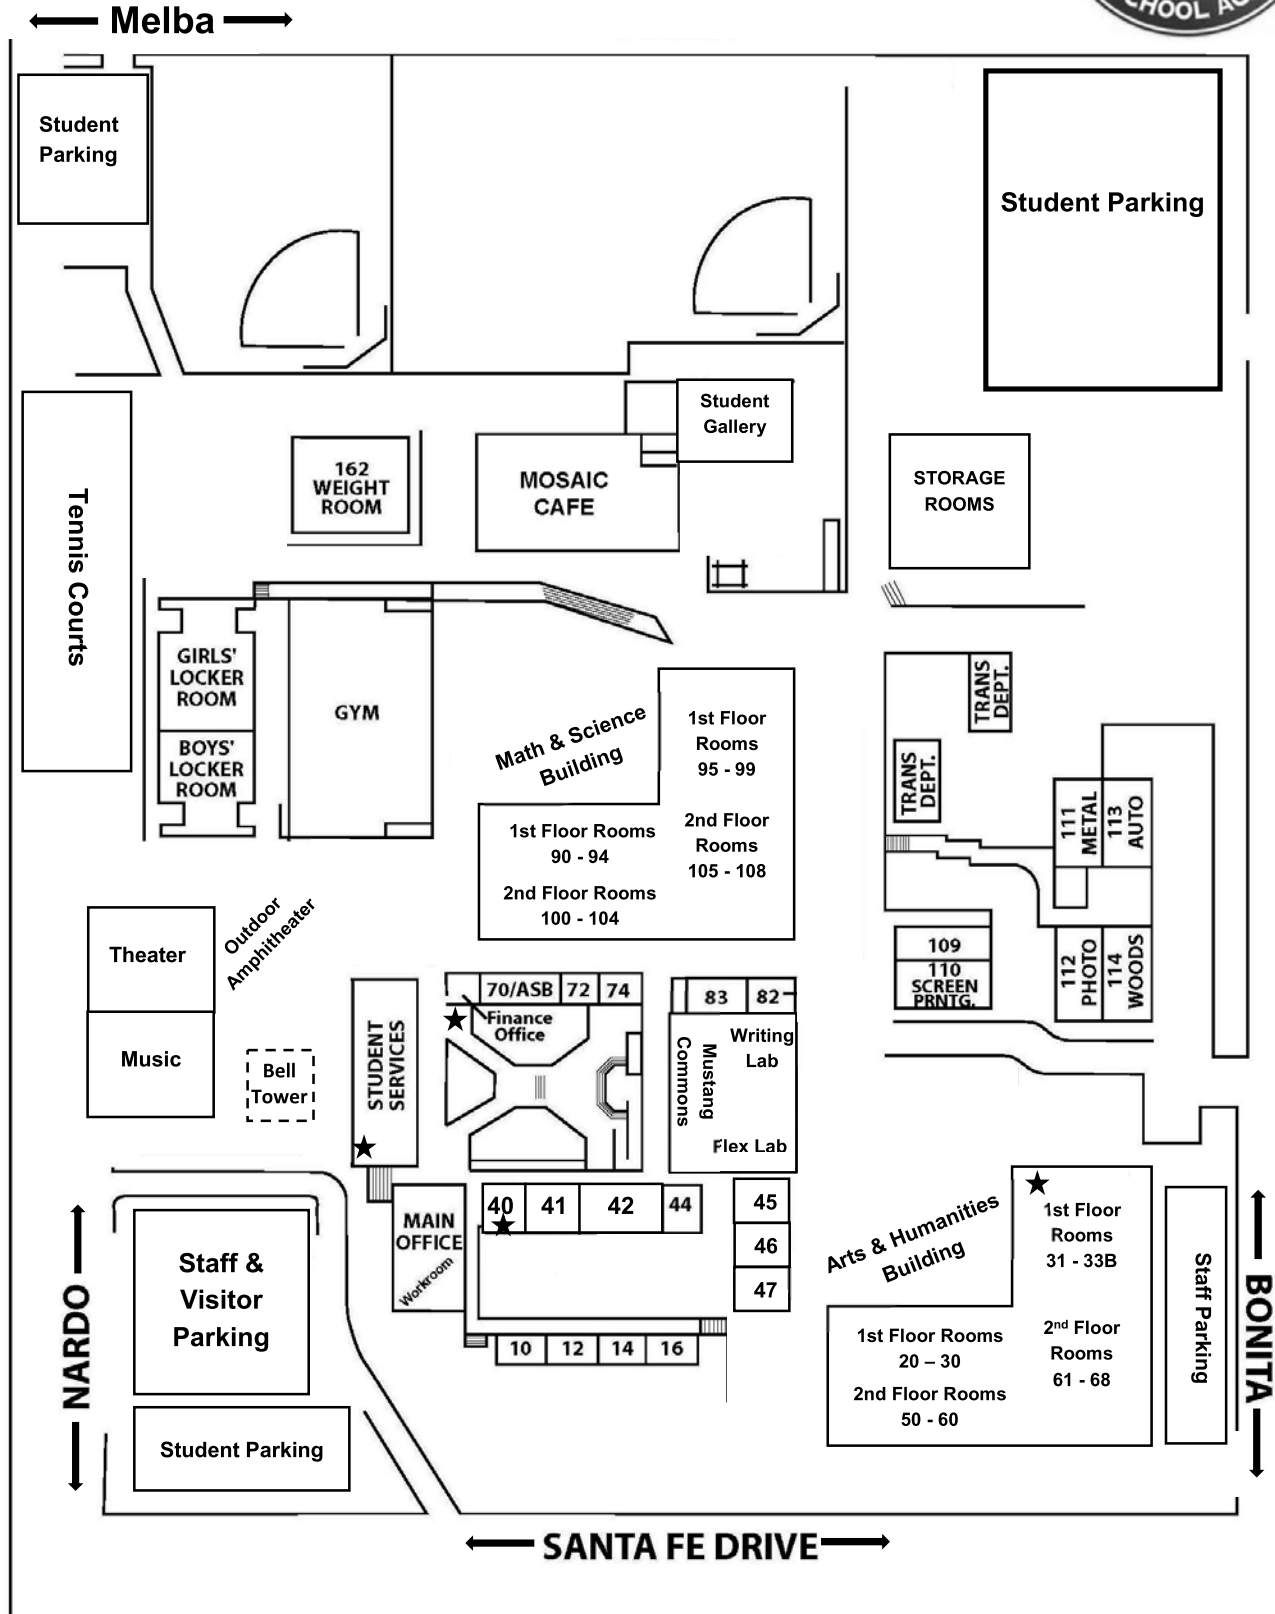 Melba
CHOOL AC
Student
Parking
Student Parking
Student
Gallery
162
WEIGHT
ROOM
MOSAIC
CAFE
STORAGE
ROOMS
Tennis Courts
GIRLS'
LOCKER
ROOM
BOYS'
LOCKER
ROOM
GYM
Math & Science
Building
1st Floor
Rooms
95 - 99
2nd Floor
Rooms
105 - 108
1st Floor Rooms
90 - 94
2nd Floor Rooms
100 - 104
TRANS
DEPT.
TRANS
DEPT.
111
METAL
113
AUTO
109
110
SCREEN
PRNTG.
112
PHOTO
114
WOODS
Theater
Outdoor
Amphitheater
Music
Bell
Tower
STUDENT
SERVICES
70/ASB
72
74
Finance
Office
83
82
Writing
Lab
Mustang
Commons
Flex Lab
MAIN
OFFICE
Workroom
40
41
42
44
45
46
47
10
12
14
16
Arts & Humanities
Building
1st Floor
Rooms
31 - 33B
2nd Floor
Rooms
61 - 68
1st Floor Rooms
20 – 30
2nd Floor Rooms
50 - 60
Staff Parking
BONITA
NARDO
Staff &
Visitor
Parking
Student Parking
SANTA FE DRIVE